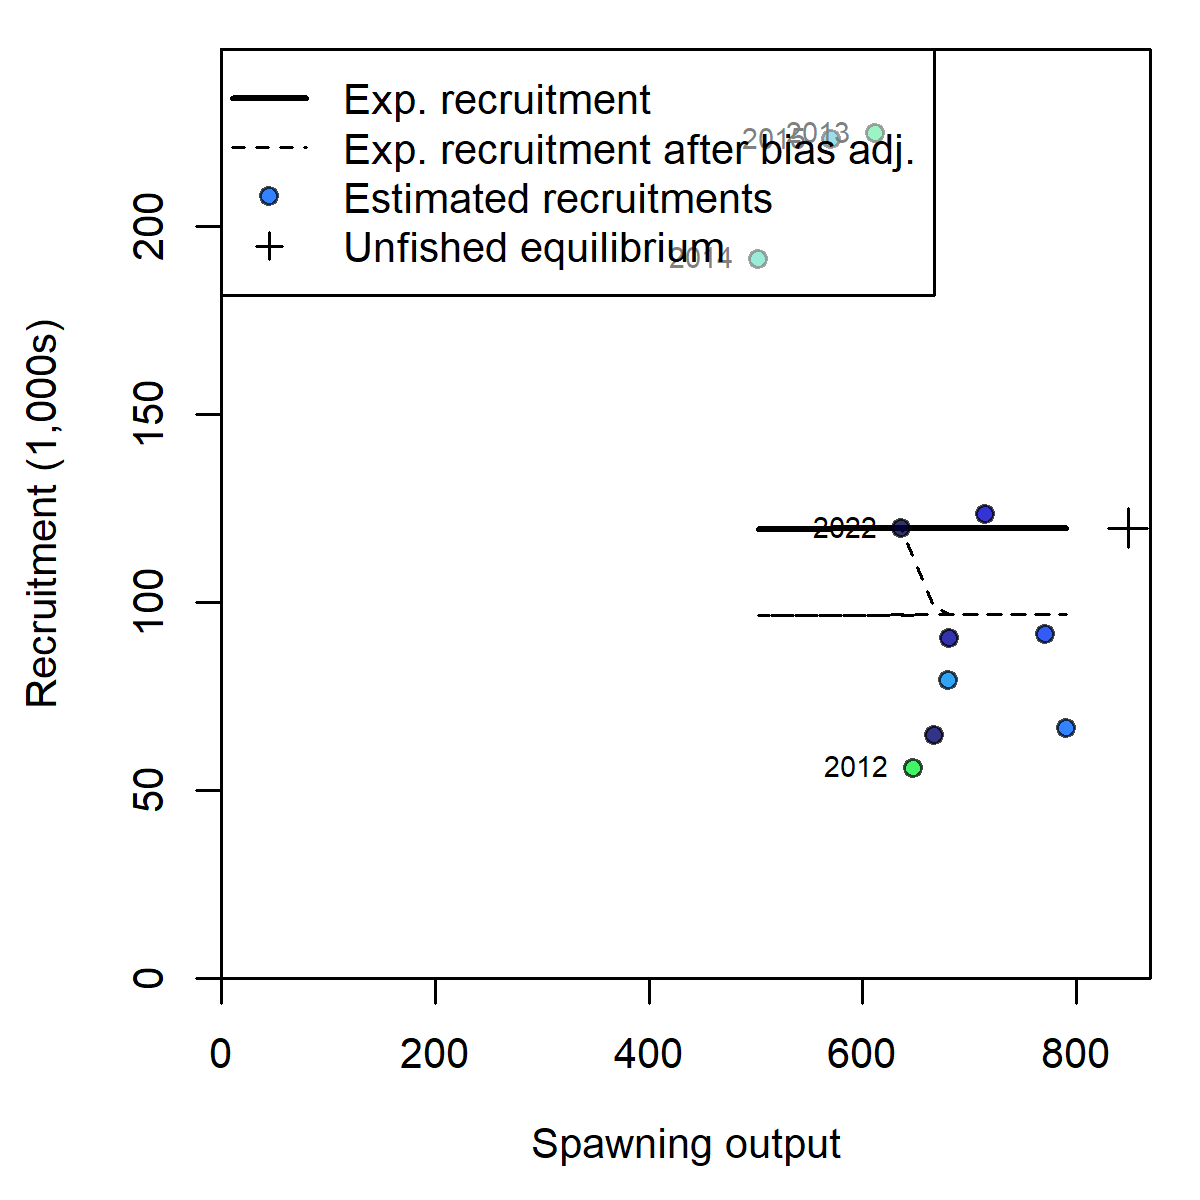 Exp. recruitment
Exp. recruitment after bias adj.
Estimated recruitments
Unfished equilibrium
2015
2013
2014
2022
2012
Recruitment (1,000s)
200
150
100
50
0
0 200 400 600 800
Spawning output